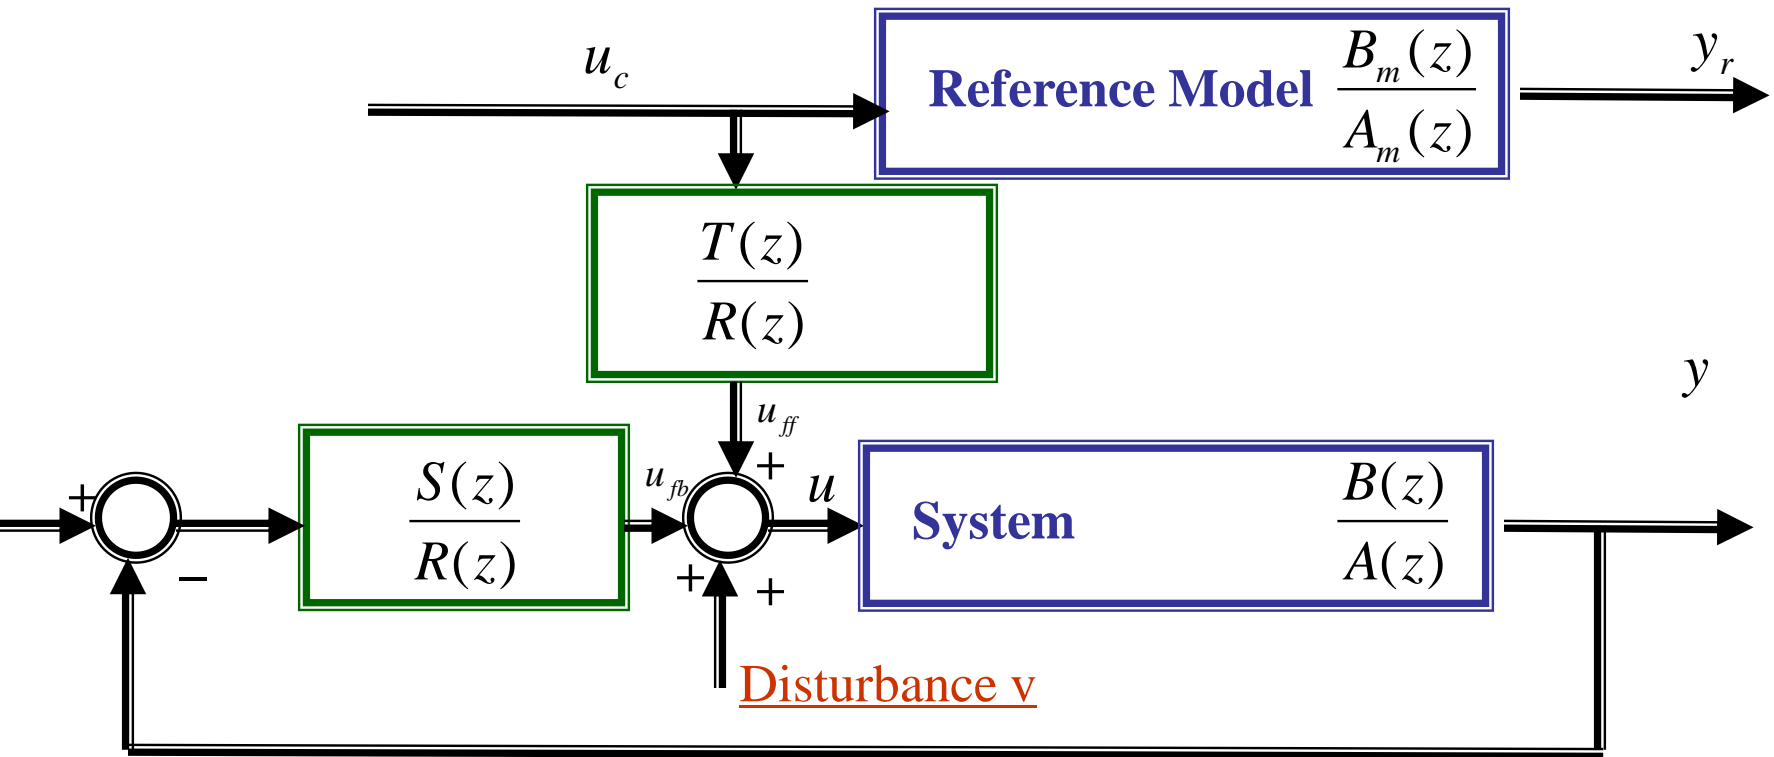 u_c
Reference Model B_m(z) / A_m(z)
y_r
T(z) / R(z)
u_ff
y
+
S(z) / R(z)
u_fb
+
u
System B(z) / A(z)
−
+
+
Disturbance v